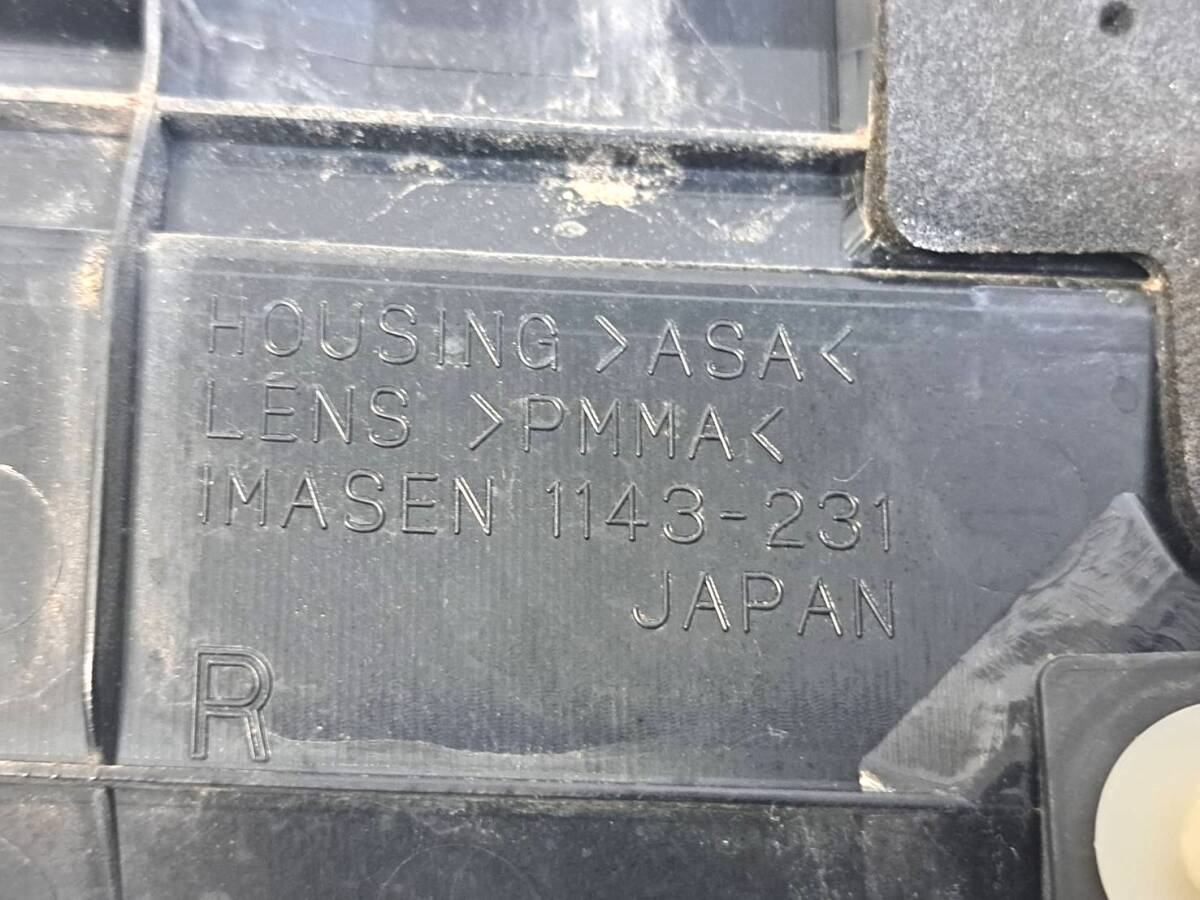 HOUSING >ASA<
LENS >PMMA<
IMASEN 1143-231
JAPAN
R